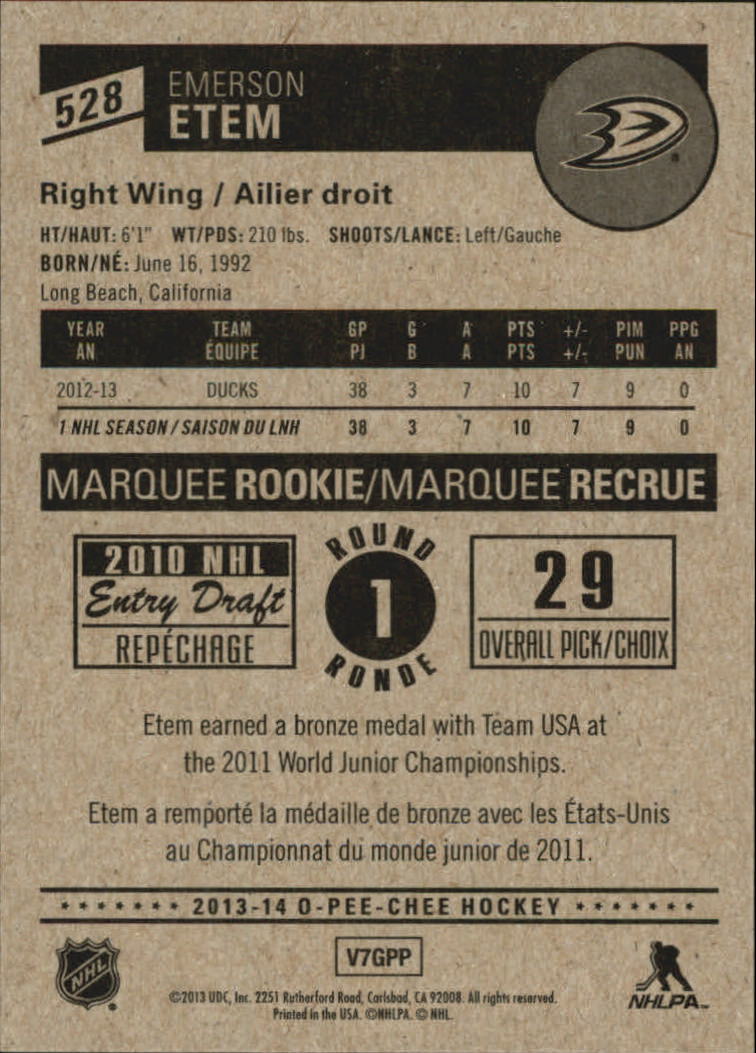 528
EMERSON
ETEM
Right Wing / Ailier droit
HT/HAUT: 6'1" WT/PDS: 210 lbs. SHOOTS/LANCE: Left/Gauche
BORN/NÉ: June 16, 1992
Long Beach, California
YEAR TEAM GP G A PTS +/- PIM PPG
AN ÉQUIPE PJ B A PTS +/- PUN AN
2012-13 DUCKS 38 3 7 10 7 9 0
1 NHL SEASON / SAISON DU LNH 38 3 7 10 7 9 0
MARQUEE ROOKIE/MARQUEE RECRUE
2010 NHL
Entry Draft
REPÉCHAGE
ROUND
1
RONDE
29
OVERALL PICK/CHOIX
Etem earned a bronze medal with Team USA at
the 2011 World Junior Championships.
Etem a remporté la médaille de bronze avec les États-Unis
au Championnat du monde junior de 2011.
2013-14 O-PEE-CHEE HOCKEY
NHL
V7GPP
NHLPA™
©2013 UDC, Inc. 2251 Rutherford Road, Carlsbad, CA 92008. All rights reserved.
Printed in the USA. ©NHLPA. © NHL.